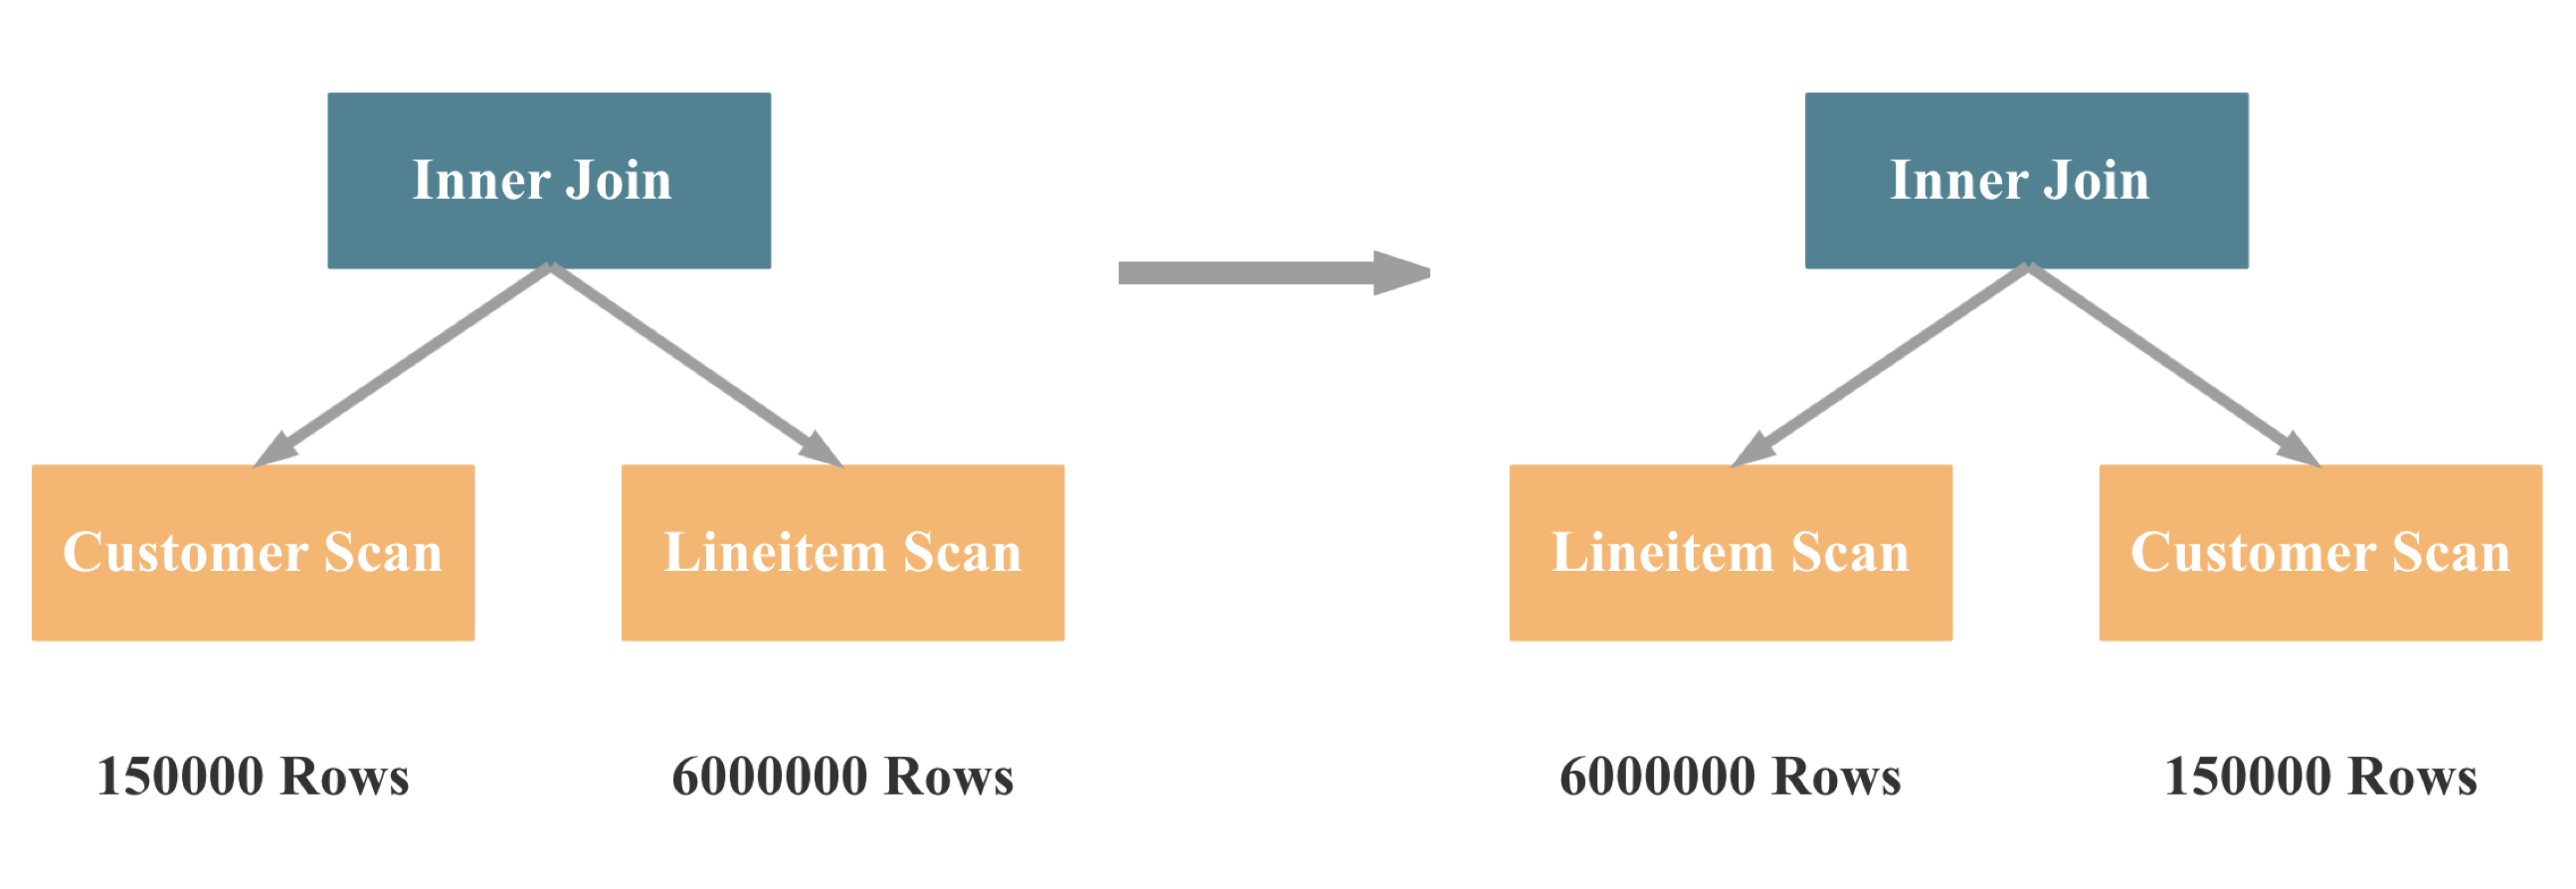 Inner Join
Customer Scan
Lineitem Scan
150000 Rows
6000000 Rows
Inner Join
Lineitem Scan
Customer Scan
6000000 Rows
150000 Rows